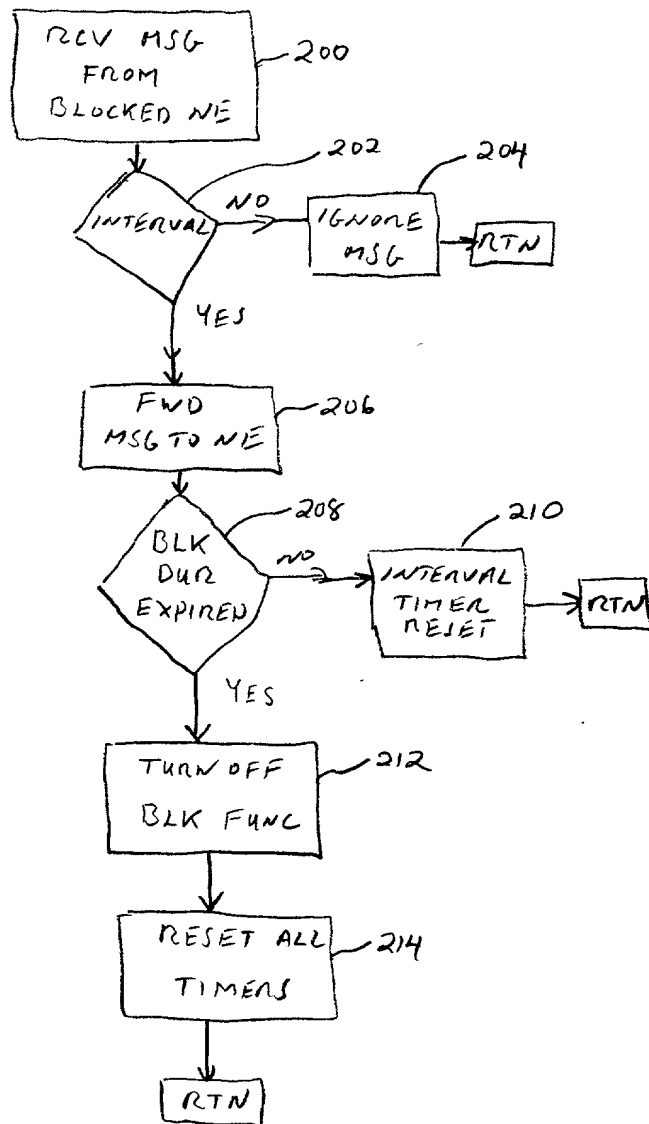 RCV MSG
FROM
BLOCKED NE
200
202
INTERVAL
NO
204
IGNORE
MSG
RTN
YES
FWD
MSG TO NE
206
208
BLK
DUR
EXPIRED
NO
210
INTERVAL
TIMER
RESET
RTN
YES
TURN OFF
BLK FUNC
212
RESET ALL
TIMERS
214
RTN